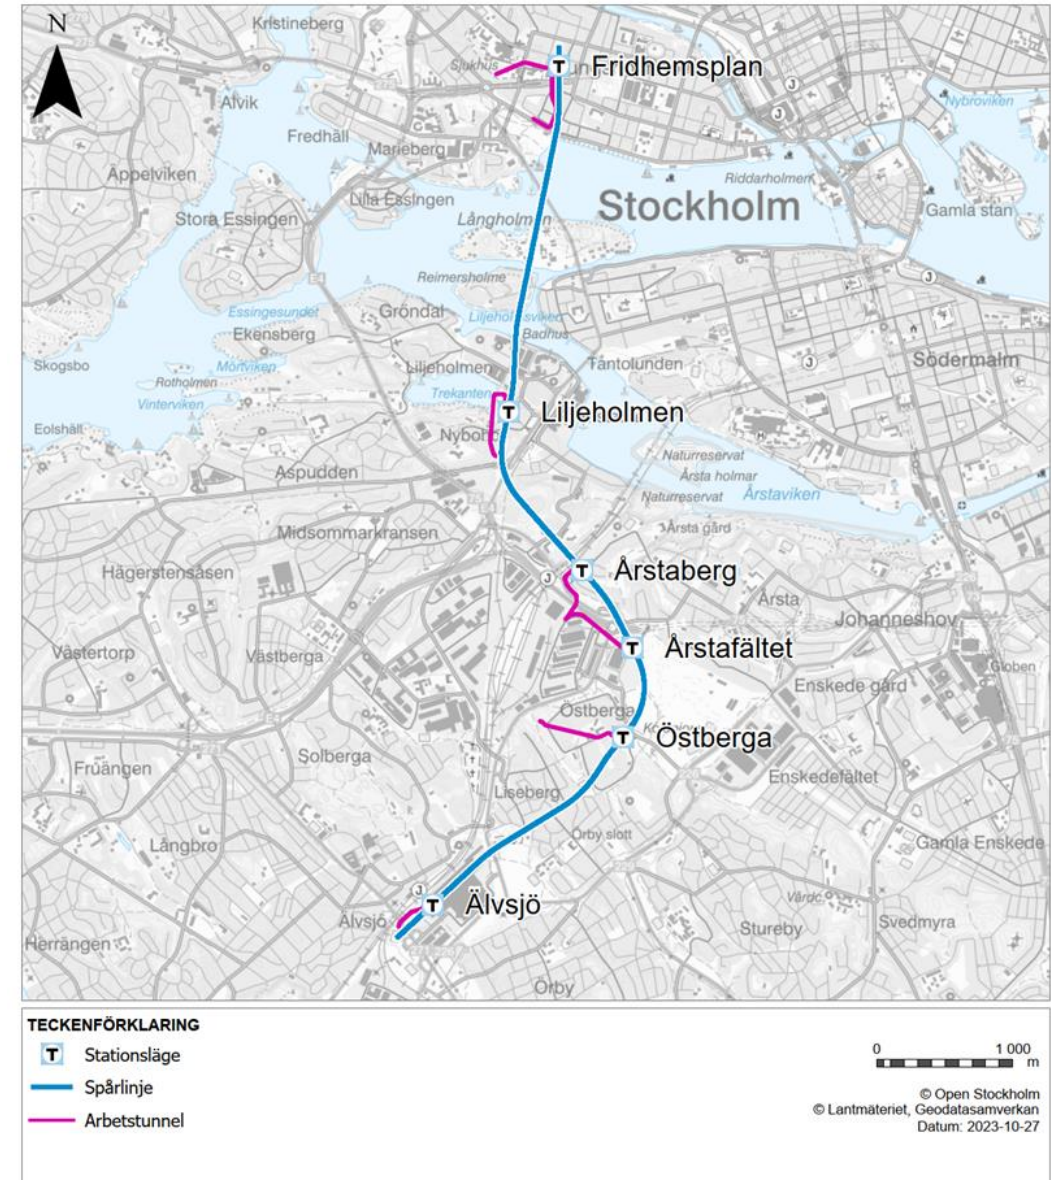 N
Kristineberg
Sjukhus
Fridhemsplan
Alvik
Nybroviken
Fredhäll
Marieberg
Äppelviken
Riddarholmen
Lilla Essingen
Stockholm
Gamla stan
Stora Essingen
Långholmen
Reimersholme
Essingesundet
Gröndal
Ekensberg
Badhus
Skogsbo
Mörtviken
Liljeholmen
Tantolunden
Södermalm
Rotholmen
Trekanten
Vinterviken
Liljeholmen
Eolshäll
Naturreservat
Aspudden
Årsta holmar
Naturreservat
Årstaviken
Midsommarkransen
Årsta gård
Hägerstensåsen
Årstaberg
Årsta
Johanneshov
Västertorp
Västberga
Årstafältet
Globen
Enskede gård
Östberga
Östberga
Solberga
Fruängen
Enskedefältet
Liseberg
Örby slott
Långbro
Gamla Enskede
Älvsjö
Vårdc.
Älvsjö
Stureby
Svedmyra
Herrängen
Örby
TECKENFÖRKLARING
T Stationsläge
Spårlinje
Arbetstunnel
0 1 000
m
© Open Stockholm
© Lantmäteriet, Geodatasamverkan
Datum: 2023-10-27